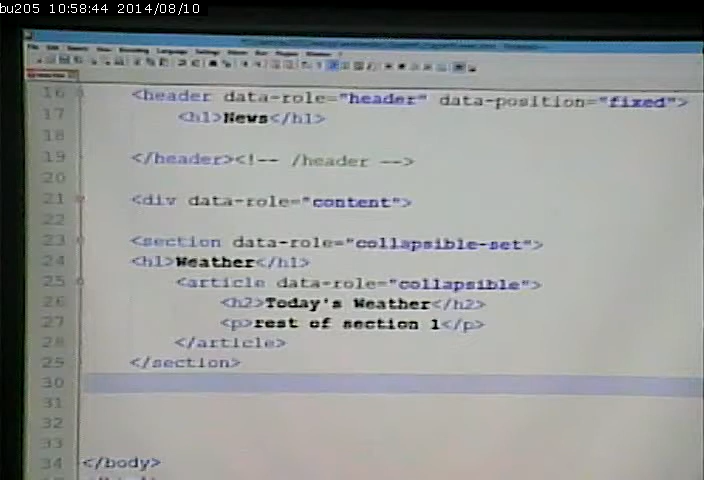 bu205 10:58:44 2014/08/10
16 <header data-role="header" data-position="fixed">
17 <h1>News</h1>
18
19 </header><!-- /header -->
20
21 <div data-role="content">
22
23 <section data-role="collapsible-set">
24 <h1>Weather</h1>
25 <article data-role="collapsible">
26 <h2>Today's Weather</h2>
27 <p>rest of section 1</p>
28 </article>
29 </section>
30
31
32
33
34 </body>